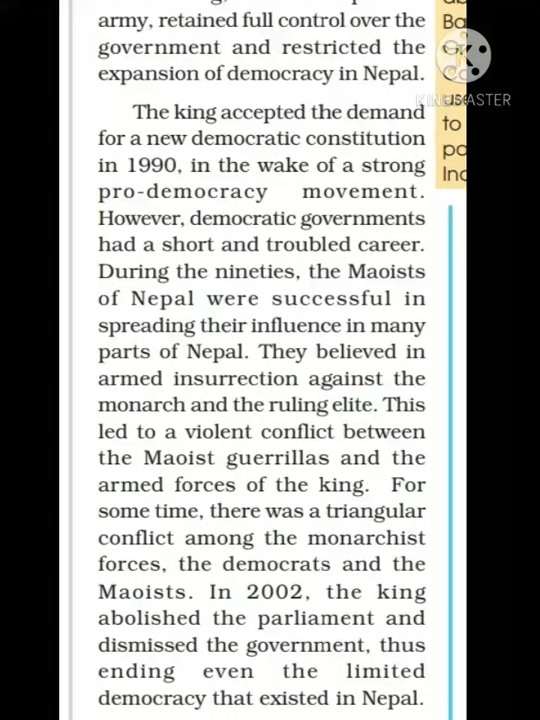 army, retained full control over the
government and restricted the
expansion of democracy in Nepal.
The king accepted the demand
for a new democratic constitution
in 1990, in the wake of a strong
pro-democracy movement.
However, democratic governments
had a short and troubled career.
During the nineties, the Maoists
of Nepal were successful in
spreading their influence in many
parts of Nepal. They believed in
armed insurrection against the
monarch and the ruling elite. This
led to a violent conflict between
the Maoist guerrillas and the
armed forces of the king. For
some time, there was a triangular
conflict among the monarchist
forces, the democrats and the
Maoists. In 2002, the king
abolished the parliament and
dismissed the government, thus
ending even the limited
democracy that existed in Nepal.
Ba
to
po
Inc
KINEMASTER